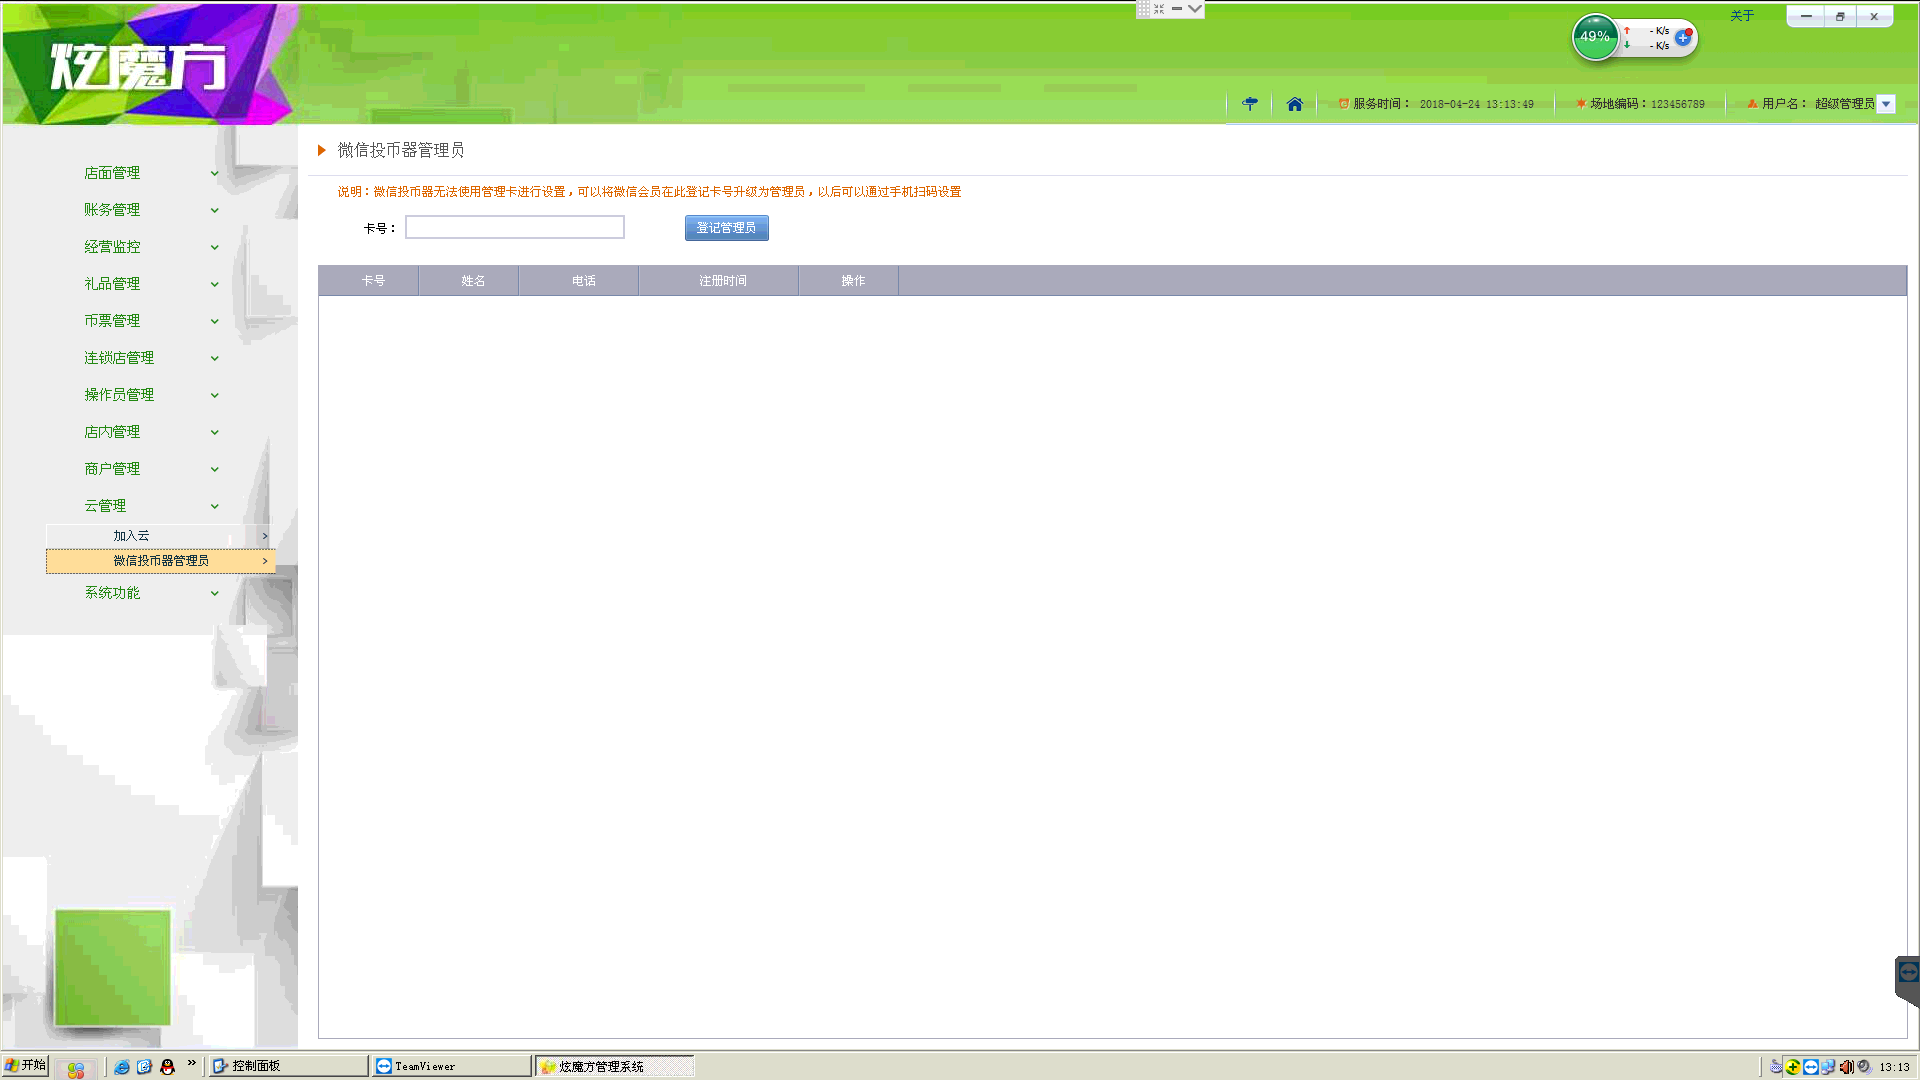 关于
炫魔方
49%
- K/s
- K/s
服务时间： 2018-04-24 13:13:49
场地编码：123456789
用户名： 超级管理员
店面管理
账务管理
经营监控
礼品管理
币票管理
连锁店管理
操作员管理
店内管理
商户管理
云管理
加入云
微信投币器管理员
系统功能
微信投币器管理员
说明：微信投币器无法使用管理卡进行设置，可以将微信会员在此登记卡号升级为管理员，以后可以通过手机扫码设置
卡号：
登记管理员
卡号 姓名 电话 注册时间 操作
开始
控制面板
TeamViewer
炫魔方管理系统
13:13